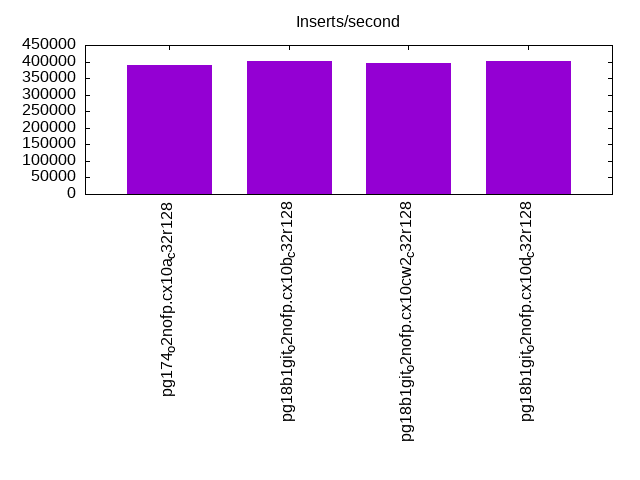 Inserts/second
450000
400000
350000
300000
250000
200000
150000
100000
50000
0
pg174o2nofp.cx10ac32r128
pg18b1gito2nofp.cx10bc32r128
pg18b1gito2nofp.cx10cw2c32r128
pg18b1gito2nofp.cx10dc32r128